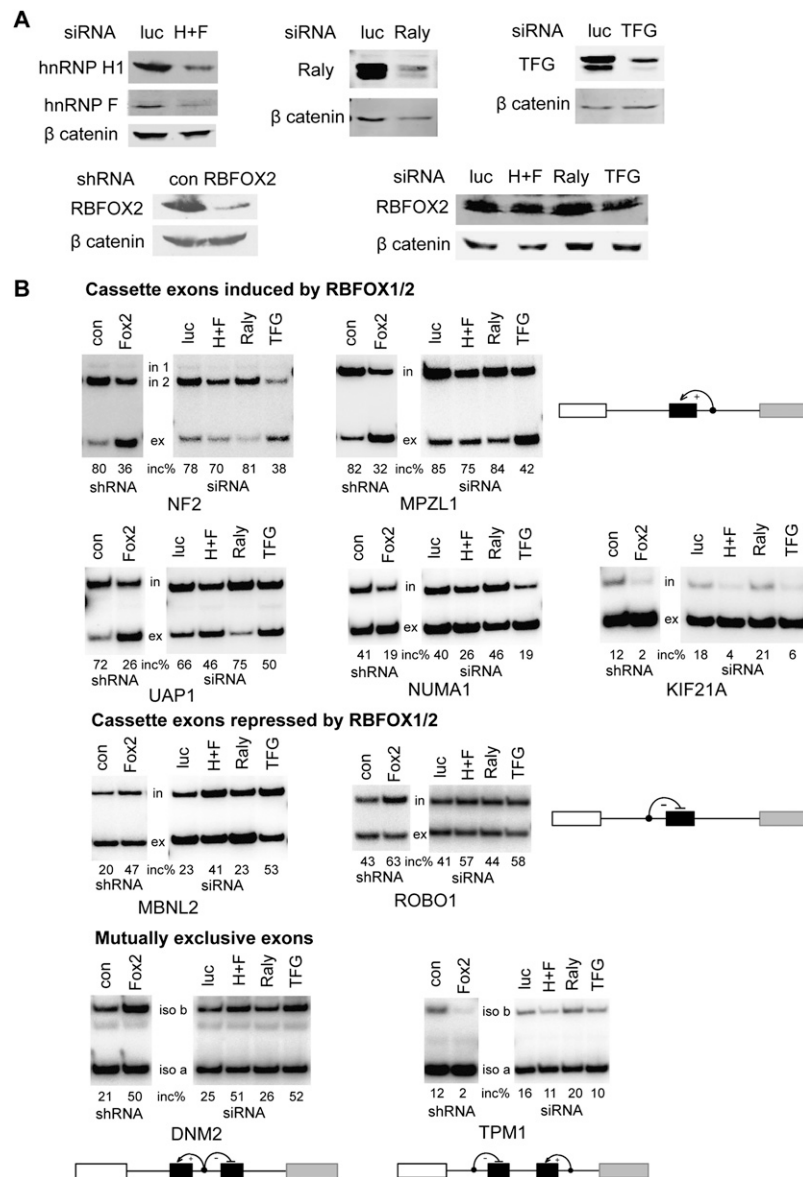 A
siRNA luc H+F
hnRNP H1
hnRNP F
β catenin
siRNA luc Raly
Raly
β catenin
siRNA luc TFG
TFG
β catenin
shRNA con RBFOX2
RBFOX2
β catenin
siRNA luc H+F Raly TFG
RBFOX2
β catenin
B
Cassette exons induced by RBFOX1/2
con Fox2 luc H+F Raly TFG
in 1
in 2
ex
80 36 inc% 78 70 81 38
shRNA siRNA
NF2
con Fox2 luc H+F Raly TFG
in
ex
82 32 inc% 85 75 84 42
shRNA siRNA
MPZL1
+
con Fox2 luc H+F Raly TFG
in
ex
72 26 inc% 66 46 75 50
shRNA siRNA
UAP1
con Fox2 luc H+F Raly TFG
in
ex
41 19 inc% 40 26 46 19
shRNA siRNA
NUMA1
con Fox2 luc H+F Raly TFG
in
ex
12 2 inc% 18 4 21 6
shRNA siRNA
KIF21A
Cassette exons repressed by RBFOX1/2
con Fox2 luc H+F Raly TFG
in
ex
20 47 inc% 23 41 23 53
shRNA siRNA
MBNL2
con Fox2 luc H+F Raly TFG
in
ex
43 63 inc% 41 57 44 58
shRNA siRNA
ROBO1
-
Mutually exclusive exons
con Fox2 luc H+F Raly TFG
iso b
iso a
21 50 inc% 25 51 26 52
shRNA siRNA
DNM2
+ -
con Fox2 luc H+F Raly TFG
iso b
iso a
12 2 inc% 16 11 20 10
shRNA siRNA
TPM1
- +